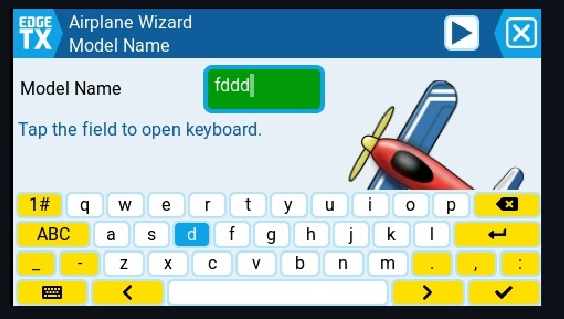 EDGE
TX
Airplane Wizard
Model Name
Model Name
fddd
Tap the field to open keyboard.
1# q w e r t y u i o p
ABC a s d f g h j k l
_ - z x c v b n m . , :